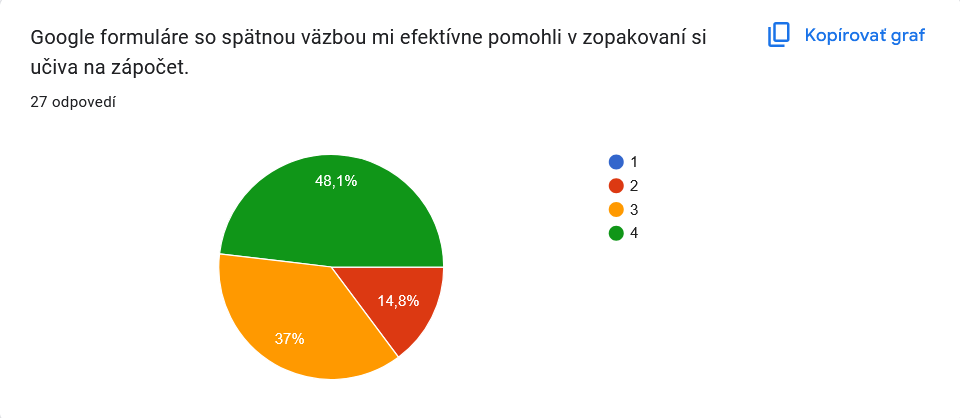 Google formuláre so spätnou väzbou mi efektívne pomohli v zopakovaní si
učiva na zápočet.
Kopírovať graf
27 odpovedí
48,1%
14,8%
37%
1
2
3
4